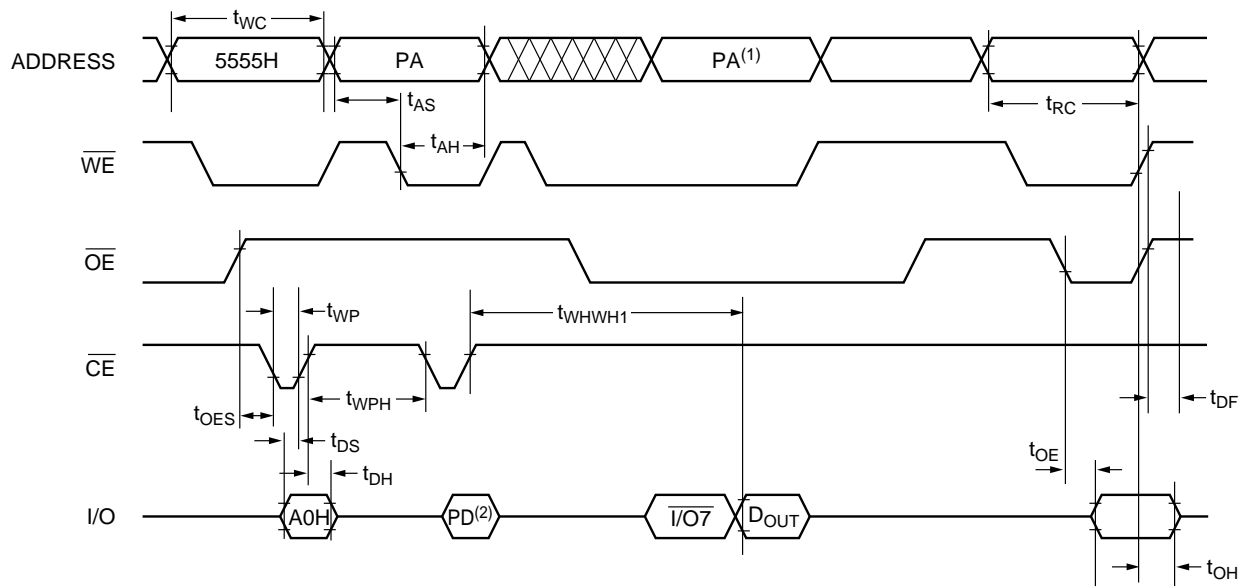 tWC
ADDRESS 5555H PA PA(1)
tAS tRC
tAH
WE
OE
tWP tWHWH1
CE
tWPH
tOES tDF
tDS tOE
tDH
I/O A0H PD(2) I/O7 DOUT
tOH